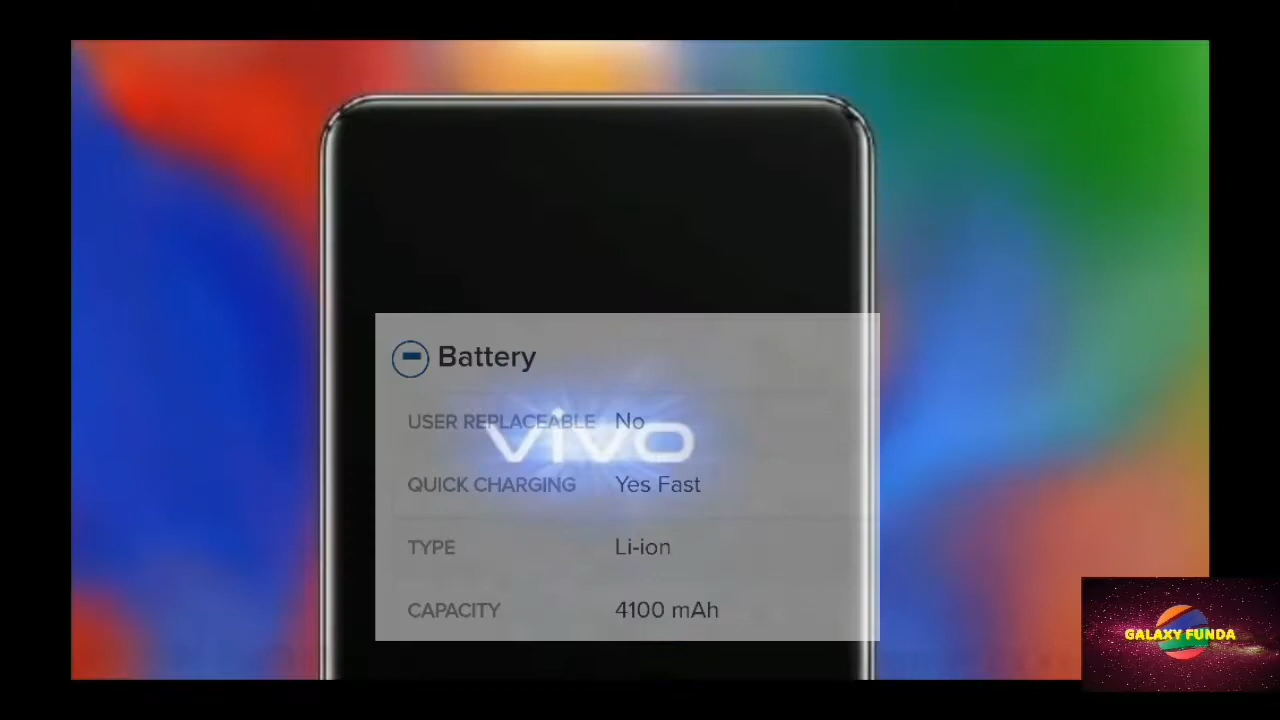 Battery
USER REPLACEABLE No
vivo
QUICK CHARGING Yes Fast
TYPE Li-ion
CAPACITY 4100 mAh
GALAXY FUNDA